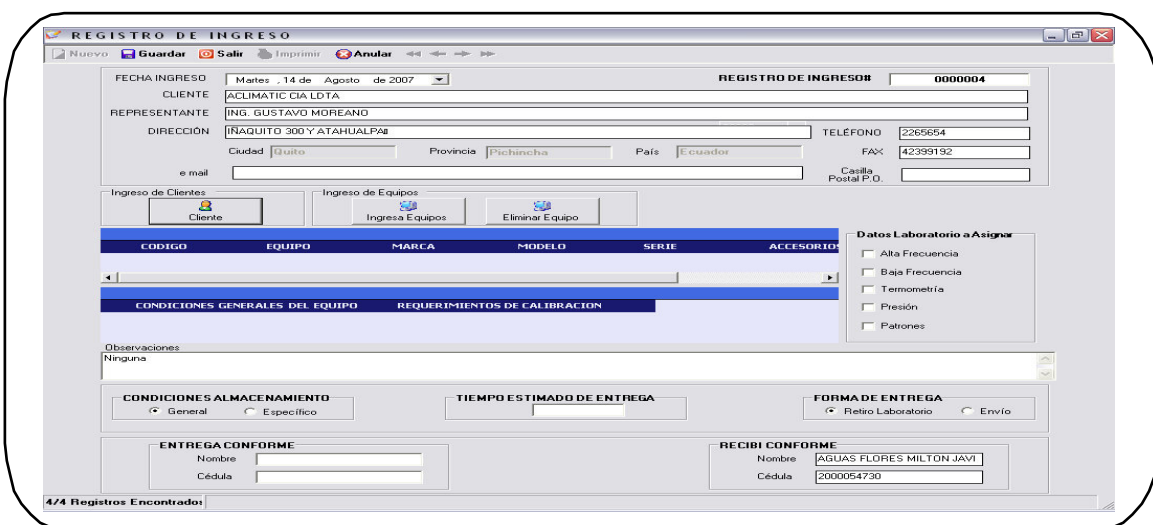 REGISTRO DE INGRESO
Nuevo Guardar Salir Imprimir Anular
FECHA INGRESO Martes , 14 de Agosto de 2007 REGISTRO DE INGRESO# 0000004
CLIENTE ACLIMATIC CIA LDTA
REPRESENTANTE ING. GUSTAVO MOREANO
DIRECCIÓN IÑAQUITO 300 Y ATAHUALPA# TELÉFONO 2265654
Ciudad Quito Provincia Pichincha País Ecuador FAX 42399192
e mail Casilla Postal P.O.
Ingreso de Clientes Ingreso de Equipos
Cliente Ingresa Equipos Eliminar Equipo
Datos Laboratorio a Asignar
CODIGO EQUIPO MARCA MODELO SERIE ACCESORIOS
Alta Frecuencia
Baja Frecuencia
Termometría
CONDICIONES GENERALES DEL EQUIPO REQUERIMIENTOS DE CALIBRACION
Presión
Patrones
Observaciones
Ninguna
CONDICIONES ALMACENAMIENTO TIEMPO ESTIMADO DE ENTREGA FORMA DE ENTREGA
General Específico Retiro Laboratorio Envío
ENTREGA CONFORME RECIBI CONFORME
Nombre Nombre AGUAS FLORES MILTON JAVI
Cédula Cédula 2000054730
4/4 Registros Encontrados